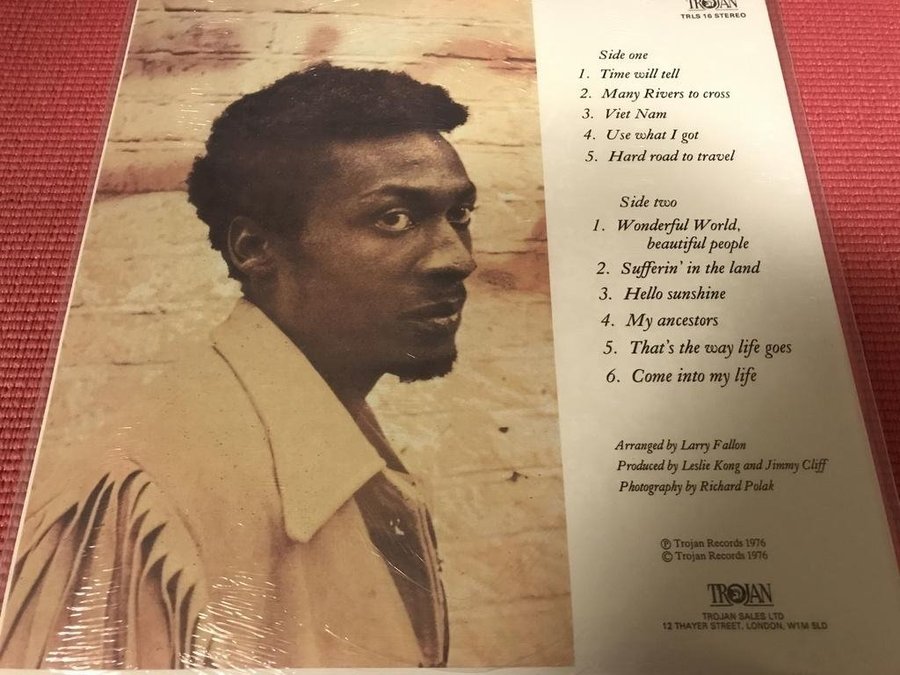 TROJAN
TRLS 16 STEREO
Side one
1. Time will tell
2. Many Rivers to cross
3. Viet Nam
4. Use what I got
5. Hard road to travel
Side two
1. Wonderful World,
beautiful people
2. Sufferin' in the land
3. Hello sunshine
4. My ancestors
5. That's the way life goes
6. Come into my life
Arranged by Larry Fallon
Produced by Leslie Kong and Jimmy Cliff
Photography by Richard Polak
℗ Trojan Records 1976
© Trojan Records 1976
TROJAN
TROJAN SALES LTD
12 THAYER STREET, LONDON, W1M 5LD